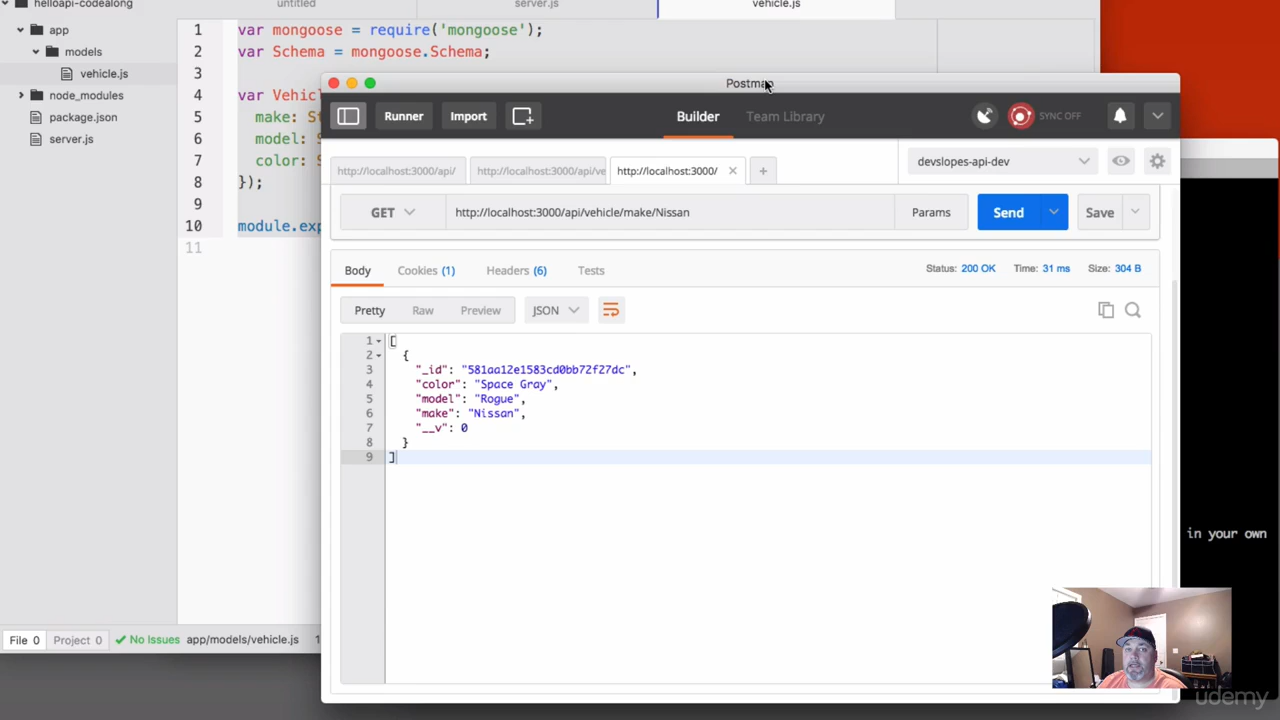 helloapi-codealong
untitled
server.js
vehicle.js
app
models
vehicle.js
node_modules
package.json
server.js
1 var mongoose = require('mongoose');
2 var Schema = mongoose.Schema;
3
4 var Vehicl
5 make: St
6 model: S
7 color: S
8 });
9
10 module.exp
11
Postman
Runner
Import
Builder
Team Library
SYNC OFF
http://localhost:3000/api/
http://localhost:3000/api/ve
http://localhost:3000/
devslopes-api-dev
GET
http://localhost:3000/api/vehicle/make/Nissan
Params
Send
Save
Body
Cookies (1)
Headers (6)
Tests
Status: 200 OK
Time: 31 ms
Size: 304 B
Pretty
Raw
Preview
JSON
1 [
2 {
3 "_id": "581aa12e1583cd0bb72f27dc",
4 "color": "Space Gray",
5 "model": "Rogue",
6 "make": "Nissan",
7 "__v": 0
8 }
9 ]
in your own
File 0
Project 0
No Issues
app/models/vehicle.js
1
udemy